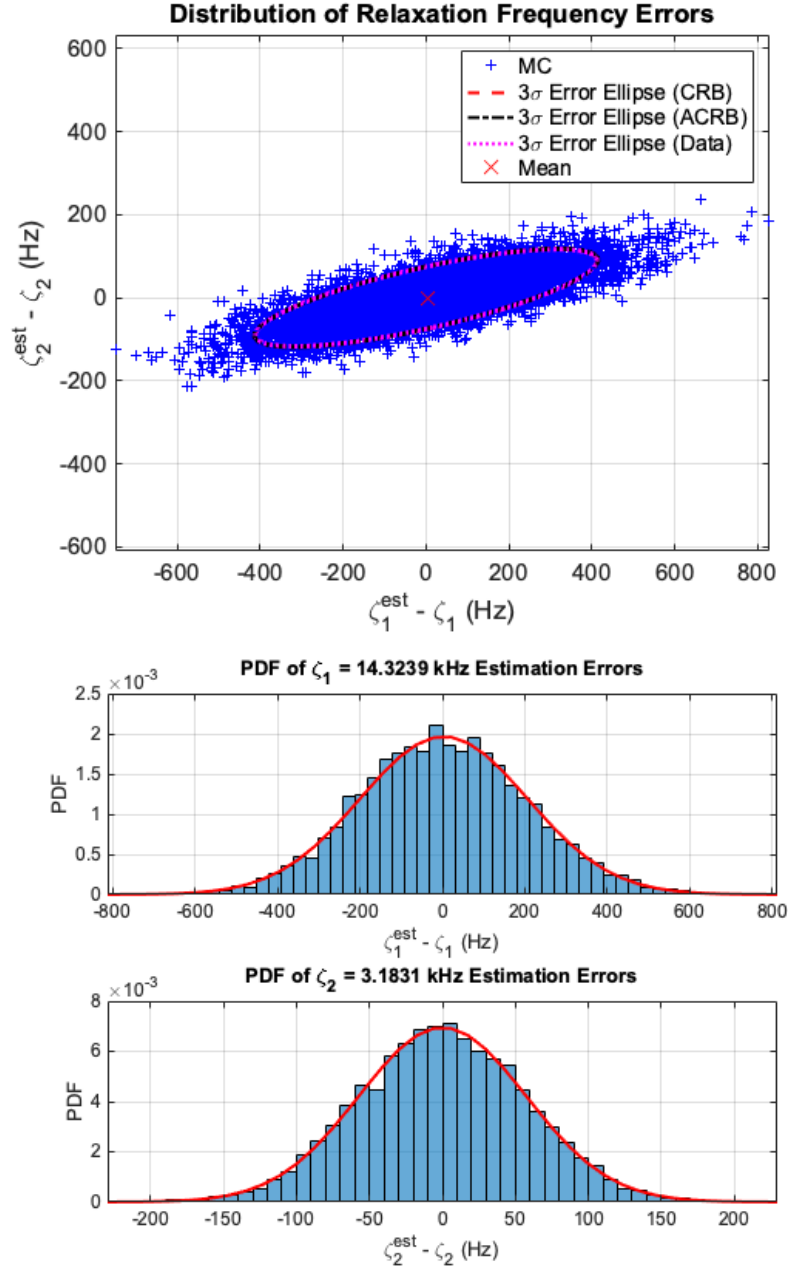 Distribution of Relaxation Frequency Errors
600
400
200
0
-200
-400
-600
ζ₂ᵉˢᵗ - ζ₂ (Hz)
MC
3σ Error Ellipse (CRB)
3σ Error Ellipse (ACRB)
3σ Error Ellipse (Data)
Mean
-600 -400 -200 0 200 400 600 800
ζ₁ᵉˢᵗ - ζ₁ (Hz)
PDF of ζ₁ = 14.3239 kHz Estimation Errors
×10⁻³
2.5
2
1.5
1
0.5
0
PDF
-800 -600 -400 -200 0 200 400 600 800
ζ₁ᵉˢᵗ - ζ₁ (Hz)
PDF of ζ₂ = 3.1831 kHz Estimation Errors
×10⁻³
8
6
4
2
0
PDF
-200 -150 -100 -50 0 50 100 150 200
ζ₂ᵉˢᵗ - ζ₂ (Hz)